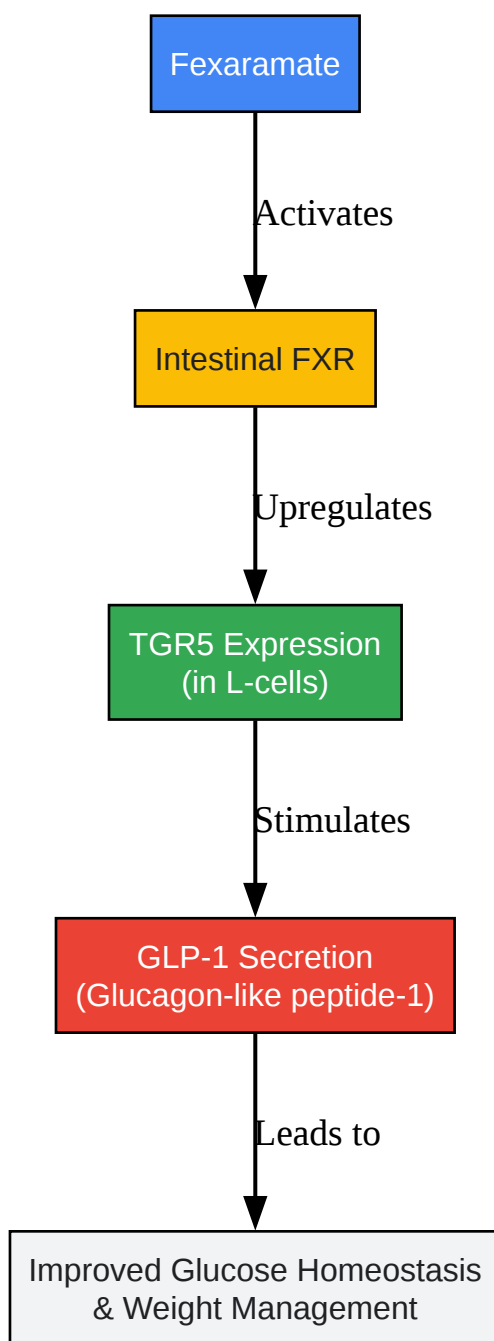 Fexaramate
Activates
Intestinal FXR
Upregulates
TGR5 Expression
(in L-cells)
Stimulates
GLP-1 Secretion
(Glucagon-like peptide-1)
Leads to
Improved Glucose Homeostasis
& Weight Management